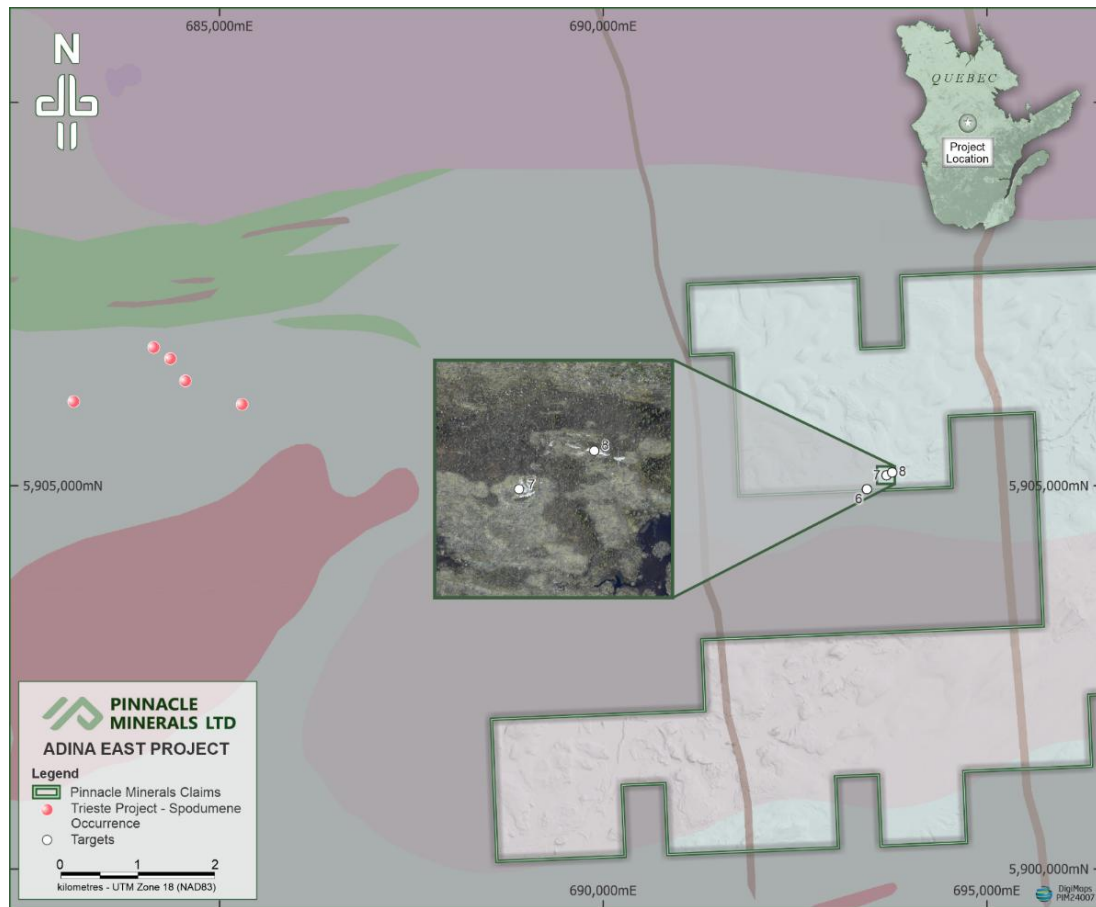 685,000mE
690,000mE
N
QUEBEC
Project
Location
8
7
7
8
6
5,905,000mN
5,905,000mN
PINNACLE
MINERALS LTD
ADINA EAST PROJECT
Legend
Pinnacle Minerals Claims
Trieste Project - Spodumene
Occurrence
Targets
0 1 2
kilometres - UTM Zone 18 (NAD83)
5,900,000mN
690,000mE
695,000mE
DigiMaps
PIM24007